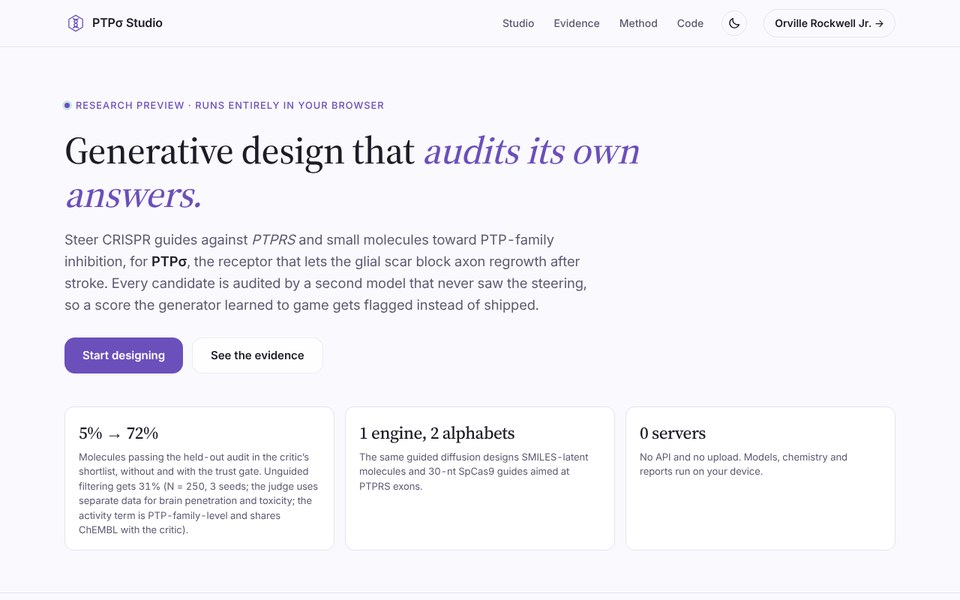 PTPσ Studio
Studio
Evidence
Method
Code
Orville Rockwell Jr. →
RESEARCH PREVIEW · RUNS ENTIRELY IN YOUR BROWSER
Generative design that audits its own
answers.
Steer CRISPR guides against PTPRS and small molecules toward PTP-family
inhibition, for PTPσ, the receptor that lets the glial scar block axon regrowth after
stroke. Every candidate is audited by a second model that never saw the steering,
so a score the generator learned to game gets flagged instead of shipped.
Start designing
See the evidence
5% → 72%
Molecules passing the held-out audit in the critic's
shortlist, without and with the trust gate. Unguided
filtering gets 31% (N = 250, 3 seeds; the judge uses
separate data for brain penetration and toxicity; the
activity term is PTP-family-level and shares
ChEMBL with the critic).
1 engine, 2 alphabets
The same guided diffusion designs SMILES-latent
molecules and 30-nt SpCas9 guides aimed at
PTPRS exons.
0 servers
No API and no upload. Models, chemistry and
reports run on your device.